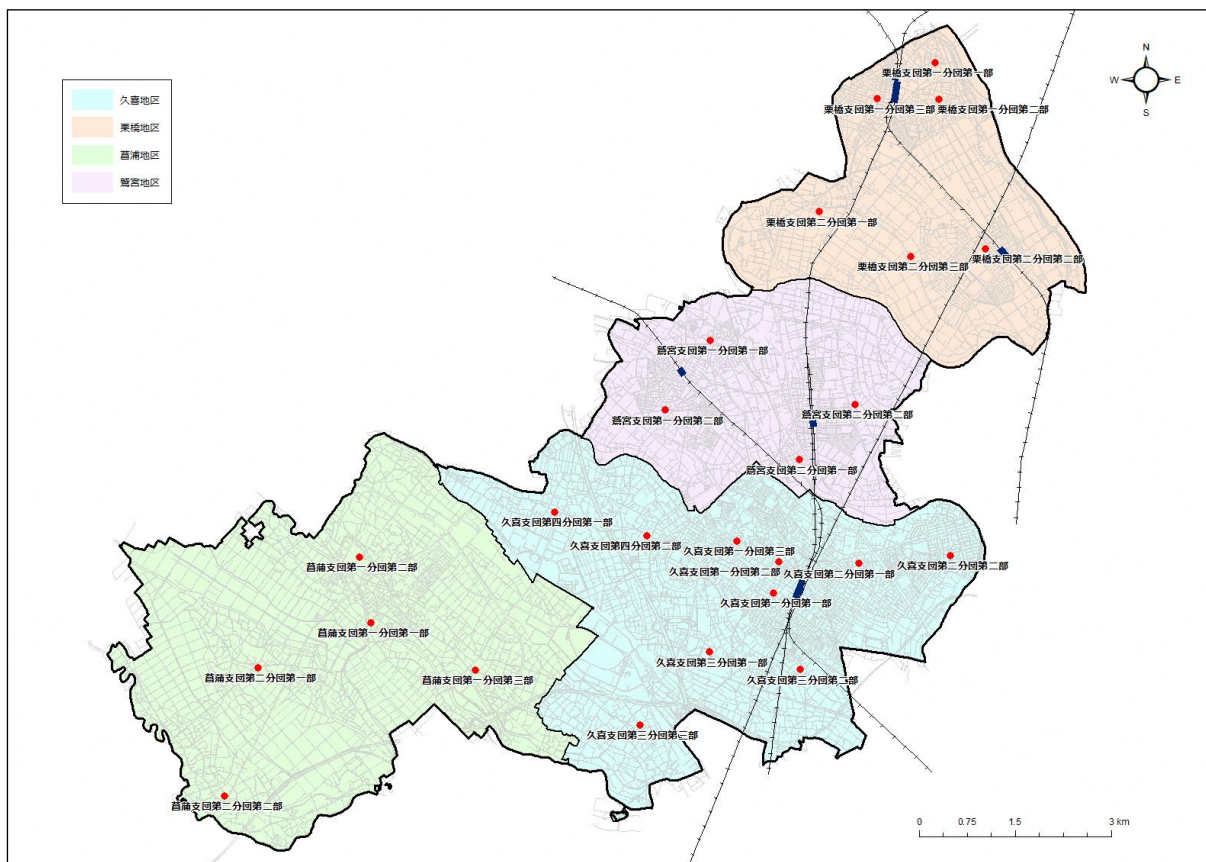 久喜地区
栗橋地区
菖浦地区
鷲宮地区
N
W
E
S
栗橋支団第一分団第一部
栗橋支団第一分団第三部
栗橋支団第一分団第二部
栗橋支団第二分団第一部
栗橋支団第二分団第三部
栗橋支団第二分団第二部
鷲宮支団第一分団第一部
鷲宮支団第一分団第二部
鷲宮支団第二分団第二部
鷲宮支団第二分団第一部
久喜支団第四分団第一部
久喜支団第四分団第二部
久喜支団第一分団第三部
久喜支団第一分団第二部
久喜支団第二分団第一部
久喜支団第二分団第二部
久喜支団第一分団第一部
久喜支団第三分団第一部
久喜支団第三分団第二部
久喜支団第三分団第三部
菖蒲支団第一分団第二部
菖蒲支団第一分団第一部
菖蒲支団第二分団第一部
菖蒲支団第一分団第三部
菖蒲支団第二分団第二部
0 0.75 1.5 3 km